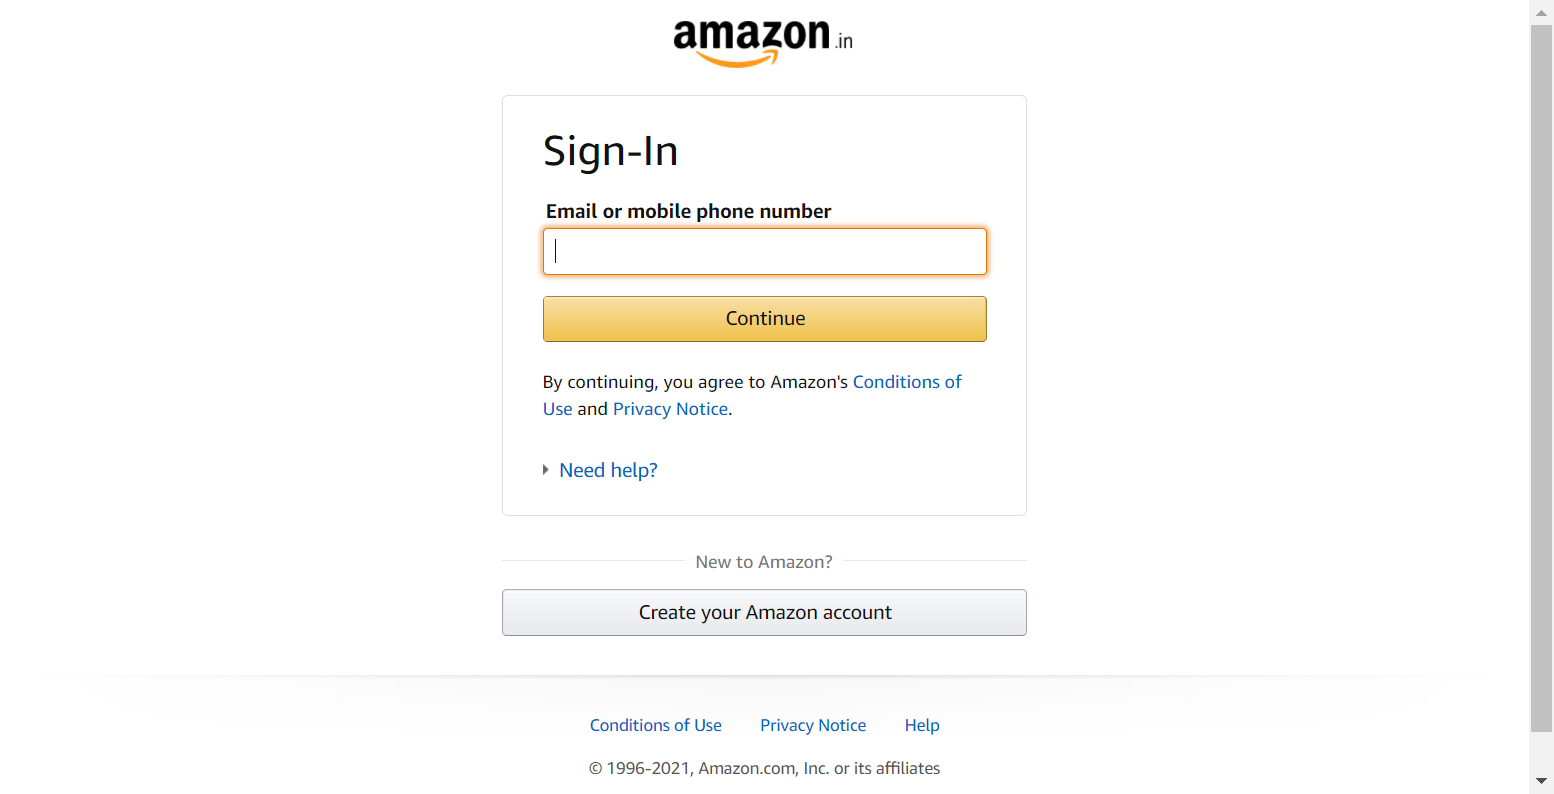 amazon.in
Sign-In
Email or mobile phone number
Continue
By continuing, you agree to Amazon's Conditions of
Use and Privacy Notice.
Need help?
New to Amazon?
Create your Amazon account
Conditions of Use Privacy Notice Help
© 1996-2021, Amazon.com, Inc. or its affiliates